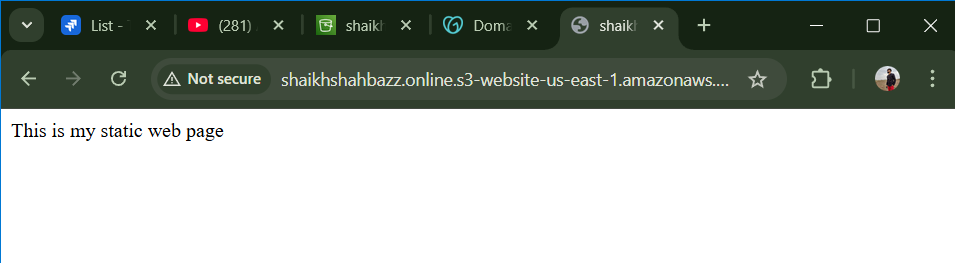 List -
(281)
shaikh
Doma
shaikh
Not secure
shaikhshahbazz.online.s3-website-us-east-1.amazonaws....
This is my static web page